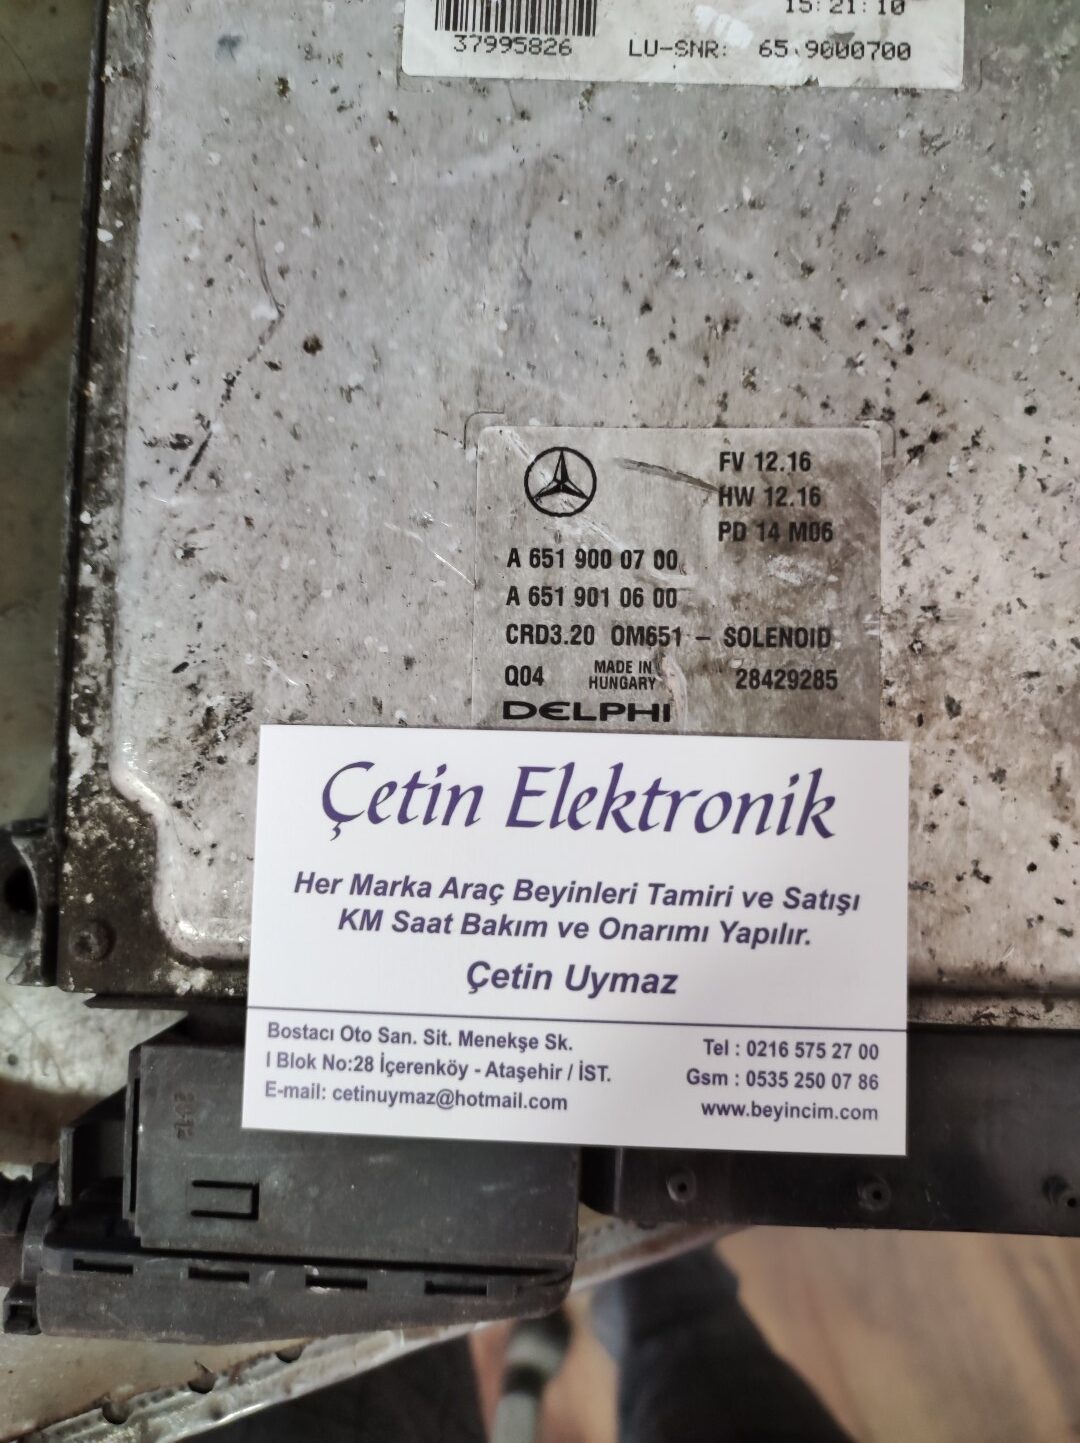 15:21:10
37995826 LU-SNR: 65.9000700
FV 12.16
HW 12.16
PD 14 M06
A 651 900 07 00
A 651 901 06 00
CRD3.20 OM651 - SOLENOID
Q04 MADE IN HUNGARY 28429285
DELPHI
Çetin Elektronik
Her Marka Araç Beyinleri Tamiri ve Satışı
KM Saat Bakım ve Onarımı Yapılır.
Çetin Uymaz
Bostacı Oto San. Sit. Menekşe Sk.
I Blok No:28 İçerenköy - Ataşehir / İST.
E-mail: cetinuymaz@hotmail.com
Tel : 0216 575 27 00
Gsm : 0535 250 07 86
www.beyincim.com